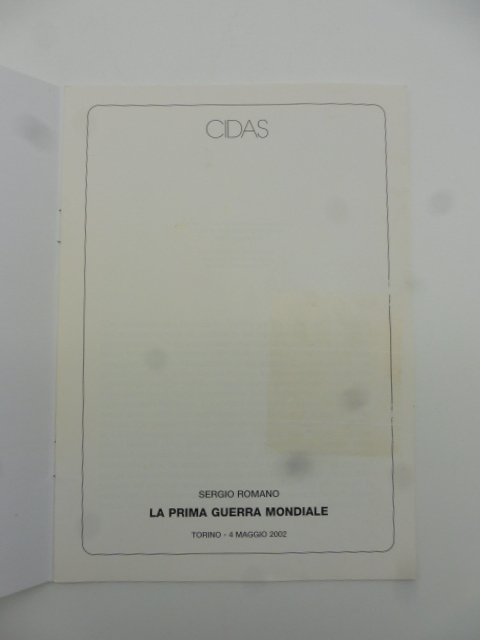 CIDAS
SERGIO ROMANO
LA PRIMA GUERRA MONDIALE
TORINO - 4 MAGGIO 2002